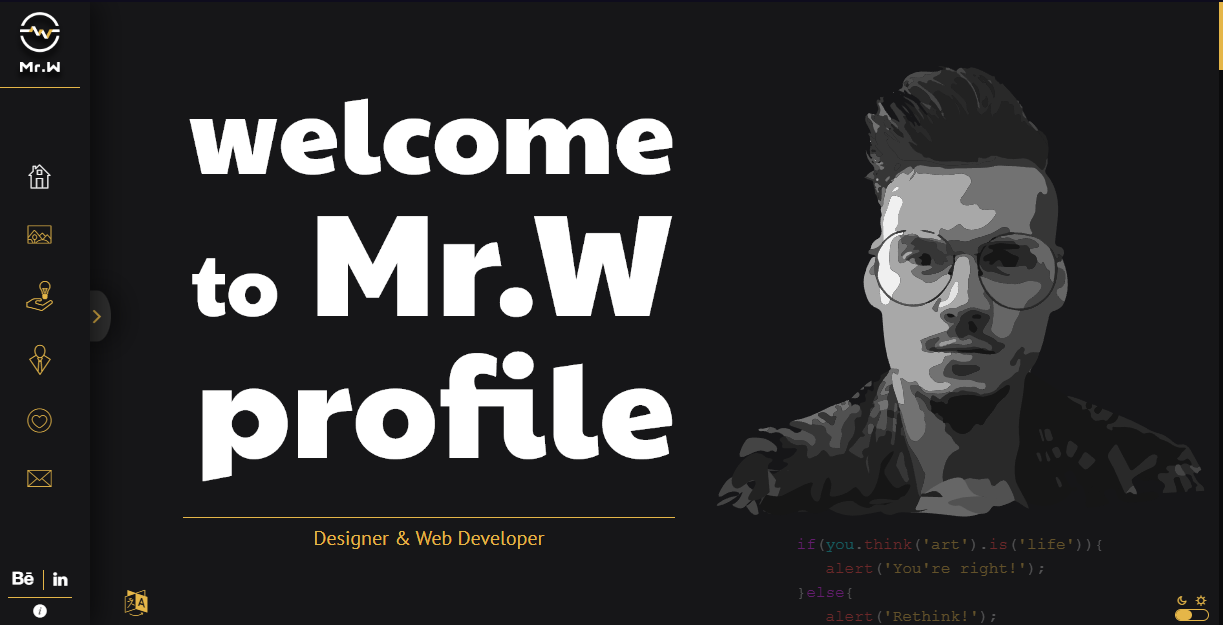 Mr.W
welcome
to Mr.W
profile
Designer & Web Developer
if(you.think('art').is('life')){
alert('You're right!');
}else{
alert('Rethink!');
Bē
in
i
文 A